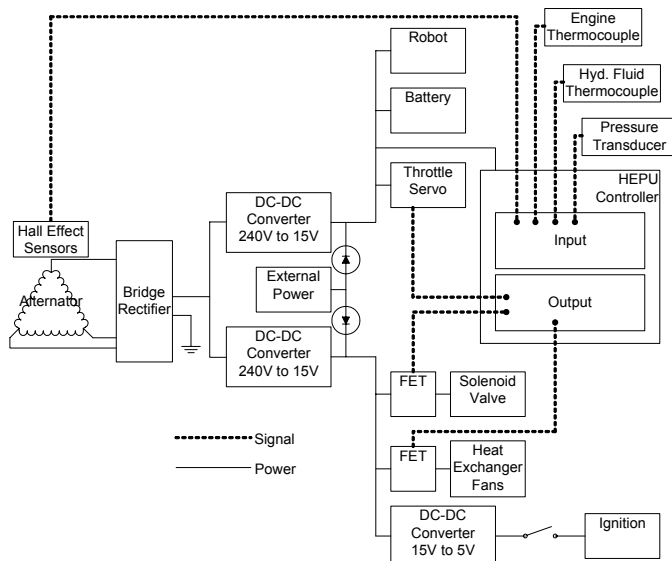 Robot
Engine
Thermocouple
Battery
Hyd. Fluid
Thermocouple
Pressure
Transducer
Throttle
Servo
HEPU
Controller
Input
Output
Hall Effect
Sensors
Alternator
Bridge
Rectifier
DC-DC
Converter
240V to 15V
External
Power
DC-DC
Converter
240V to 15V
FET
Solenoid
Valve
FET
Heat
Exchanger
Fans
DC-DC
Converter
15V to 5V
Ignition
Signal
Power